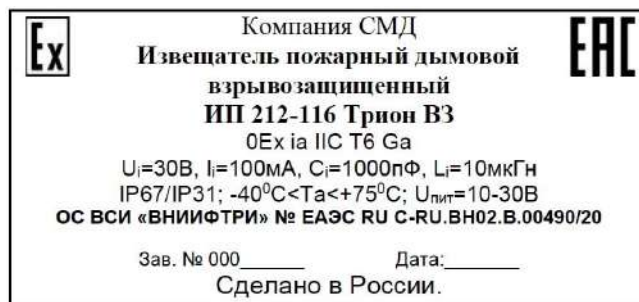 Ex
EAC
Компания СМД
Извещатель пожарный дымовой
взрывозащищенный
ИП 212-116 Трион ВЗ
0Ex ia IIC T6 Ga
Uᵢ=30В, Iᵢ=100мА, Cᵢ=1000пФ, Lᵢ=10мкГн
IP67/IP31; -40⁰С<Та<+75⁰С; Uпит=10-30В
ОС ВСИ «ВНИИФТРИ» № ЕАЭС RU C-RU.ВН02.В.00490/20
Зав. № 000______ Дата:_______
Сделано в России.